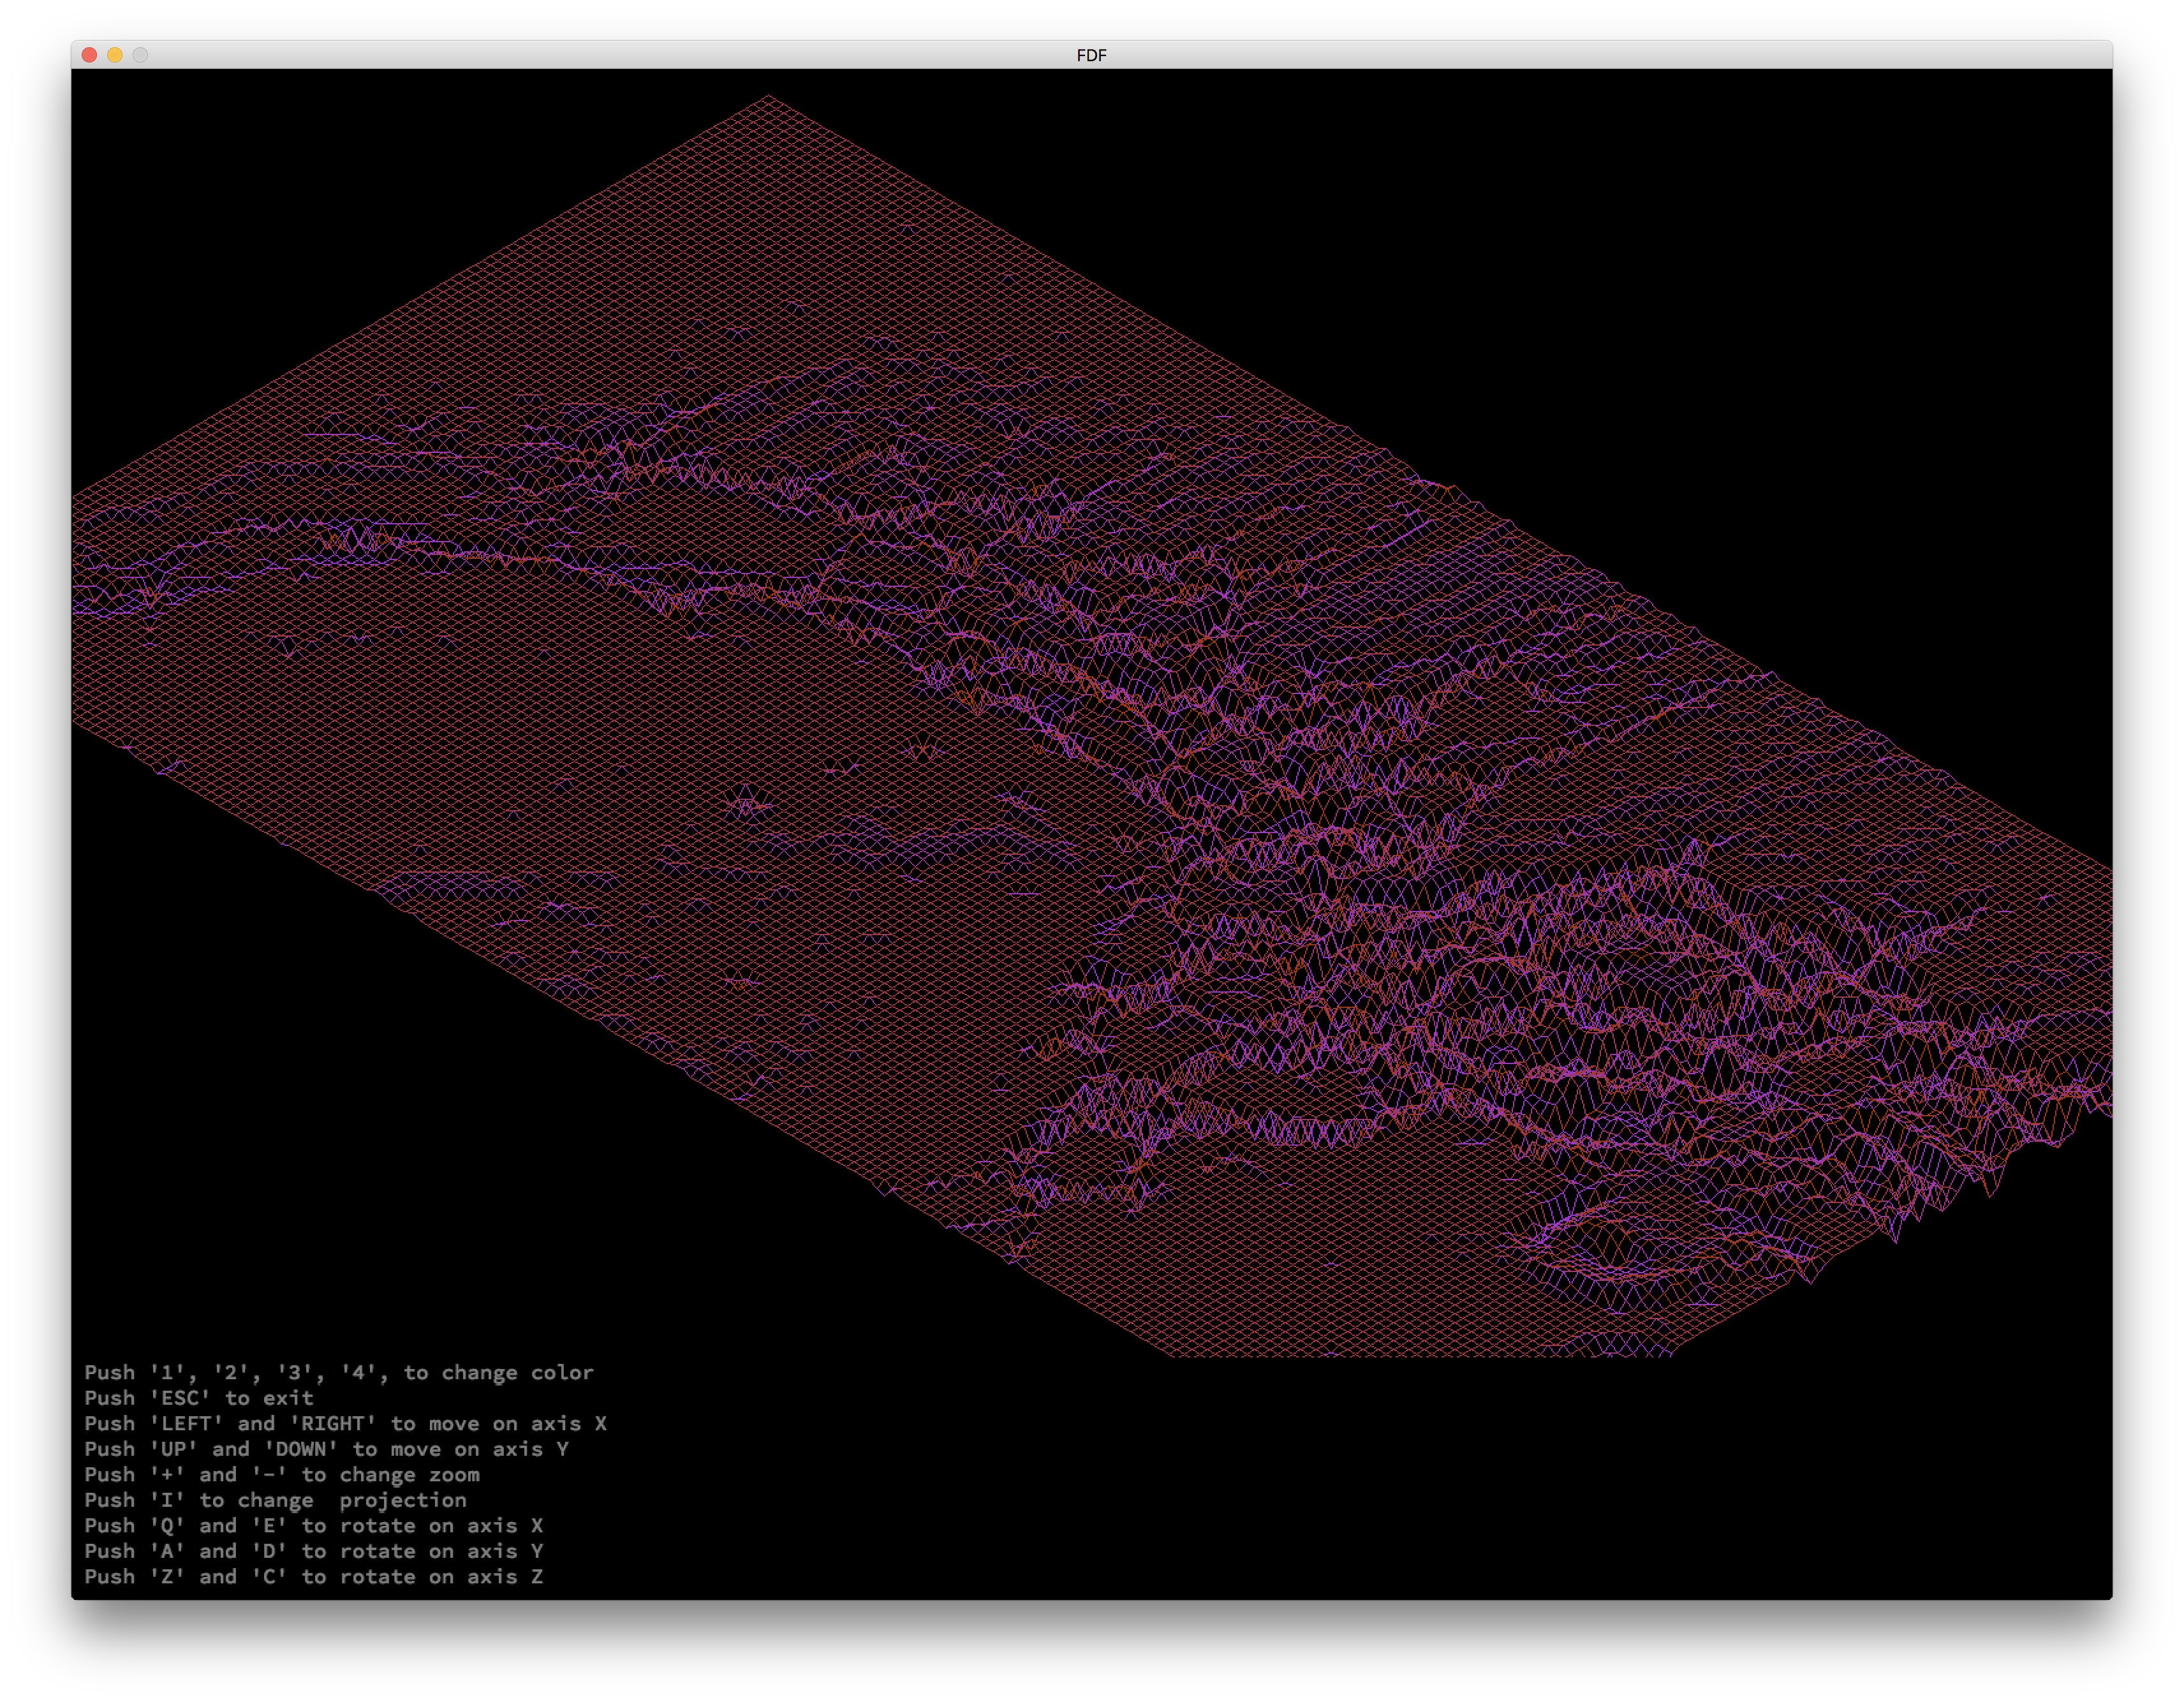 FDF
Push '1', '2', '3', '4', to change color
Push 'ESC' to exit
Push 'LEFT' and 'RIGHT' to move on axis X
Push 'UP' and 'DOWN' to move on axis Y
Push '+' and '-' to change zoom
Push 'I' to change  projection
Push 'Q' and 'E' to rotate on axis X
Push 'A' and 'D' to rotate on axis Y
Push 'Z' and 'C' to rotate on axis Z